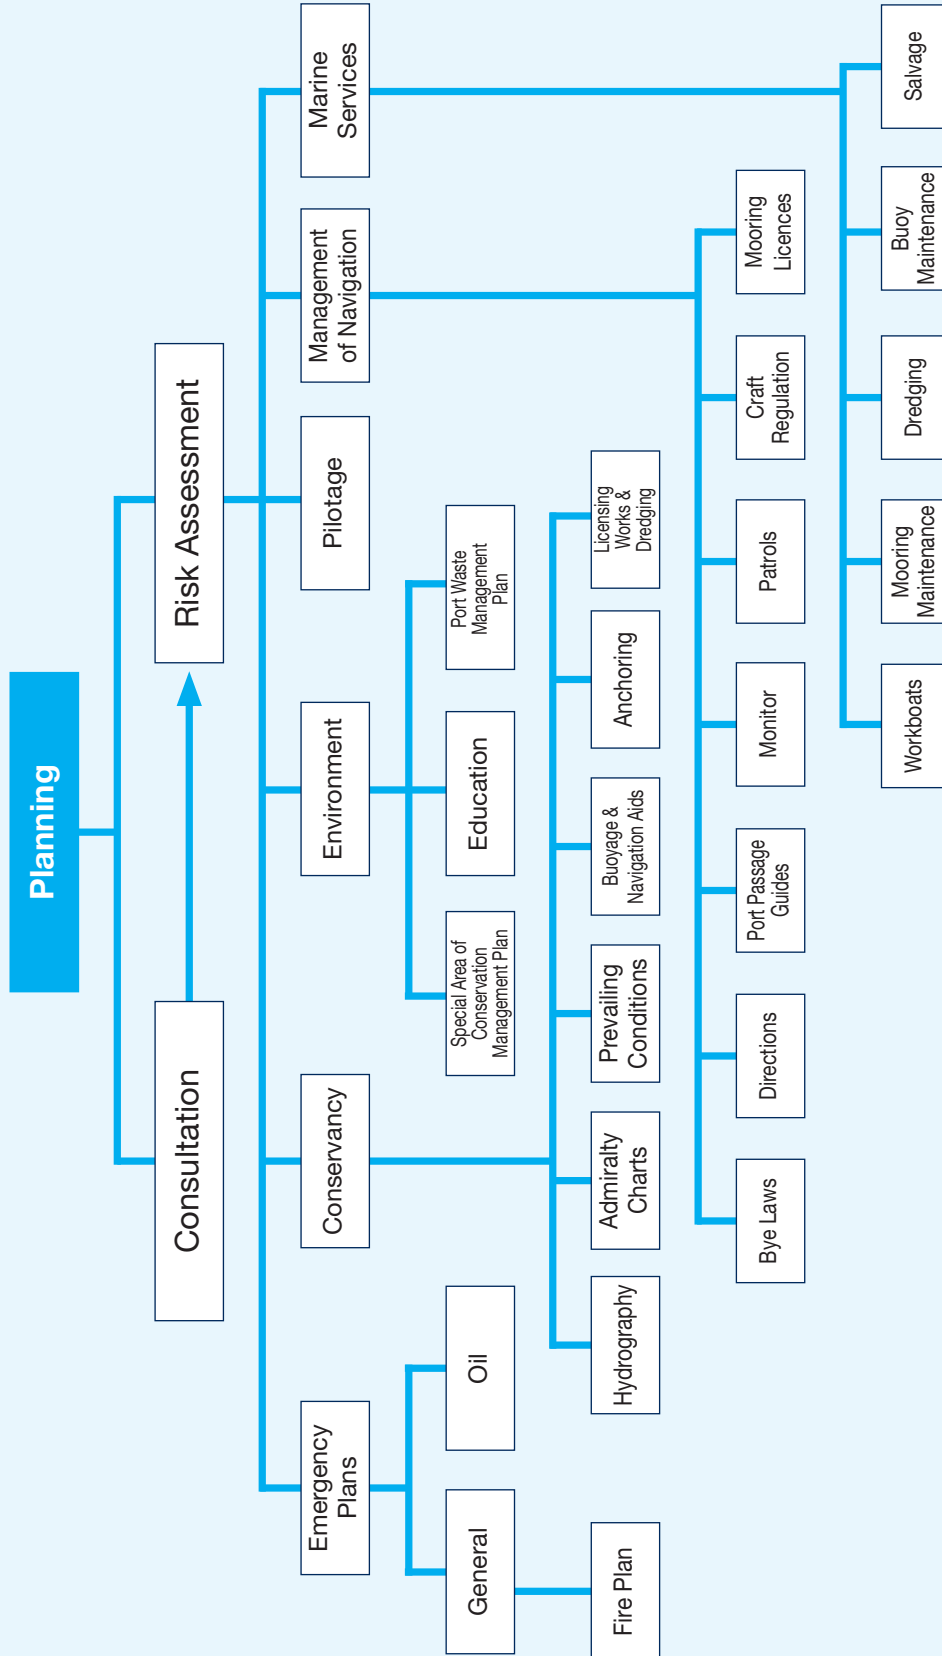 Planning
Consultation
Risk Assessment
Emergency
Plans
Conservancy
Environment
Pilotage
Management
of Navigation
Marine
Services
General
Oil
Special Area of
Conservation
Management Plan
Education
Port Waste
Management
Plan
Fire Plan
Hydrography
Admiralty
Charts
Prevailing
Conditions
Buoyage &
Navigation Aids
Anchoring
Licensing
Works &
Dredging
Bye Laws
Directions
Port Passage
Guides
Monitor
Patrols
Craft
Regulation
Mooring
Licences
Workboats
Mooring
Maintenance
Dredging
Buoy
Maintenance
Salvage